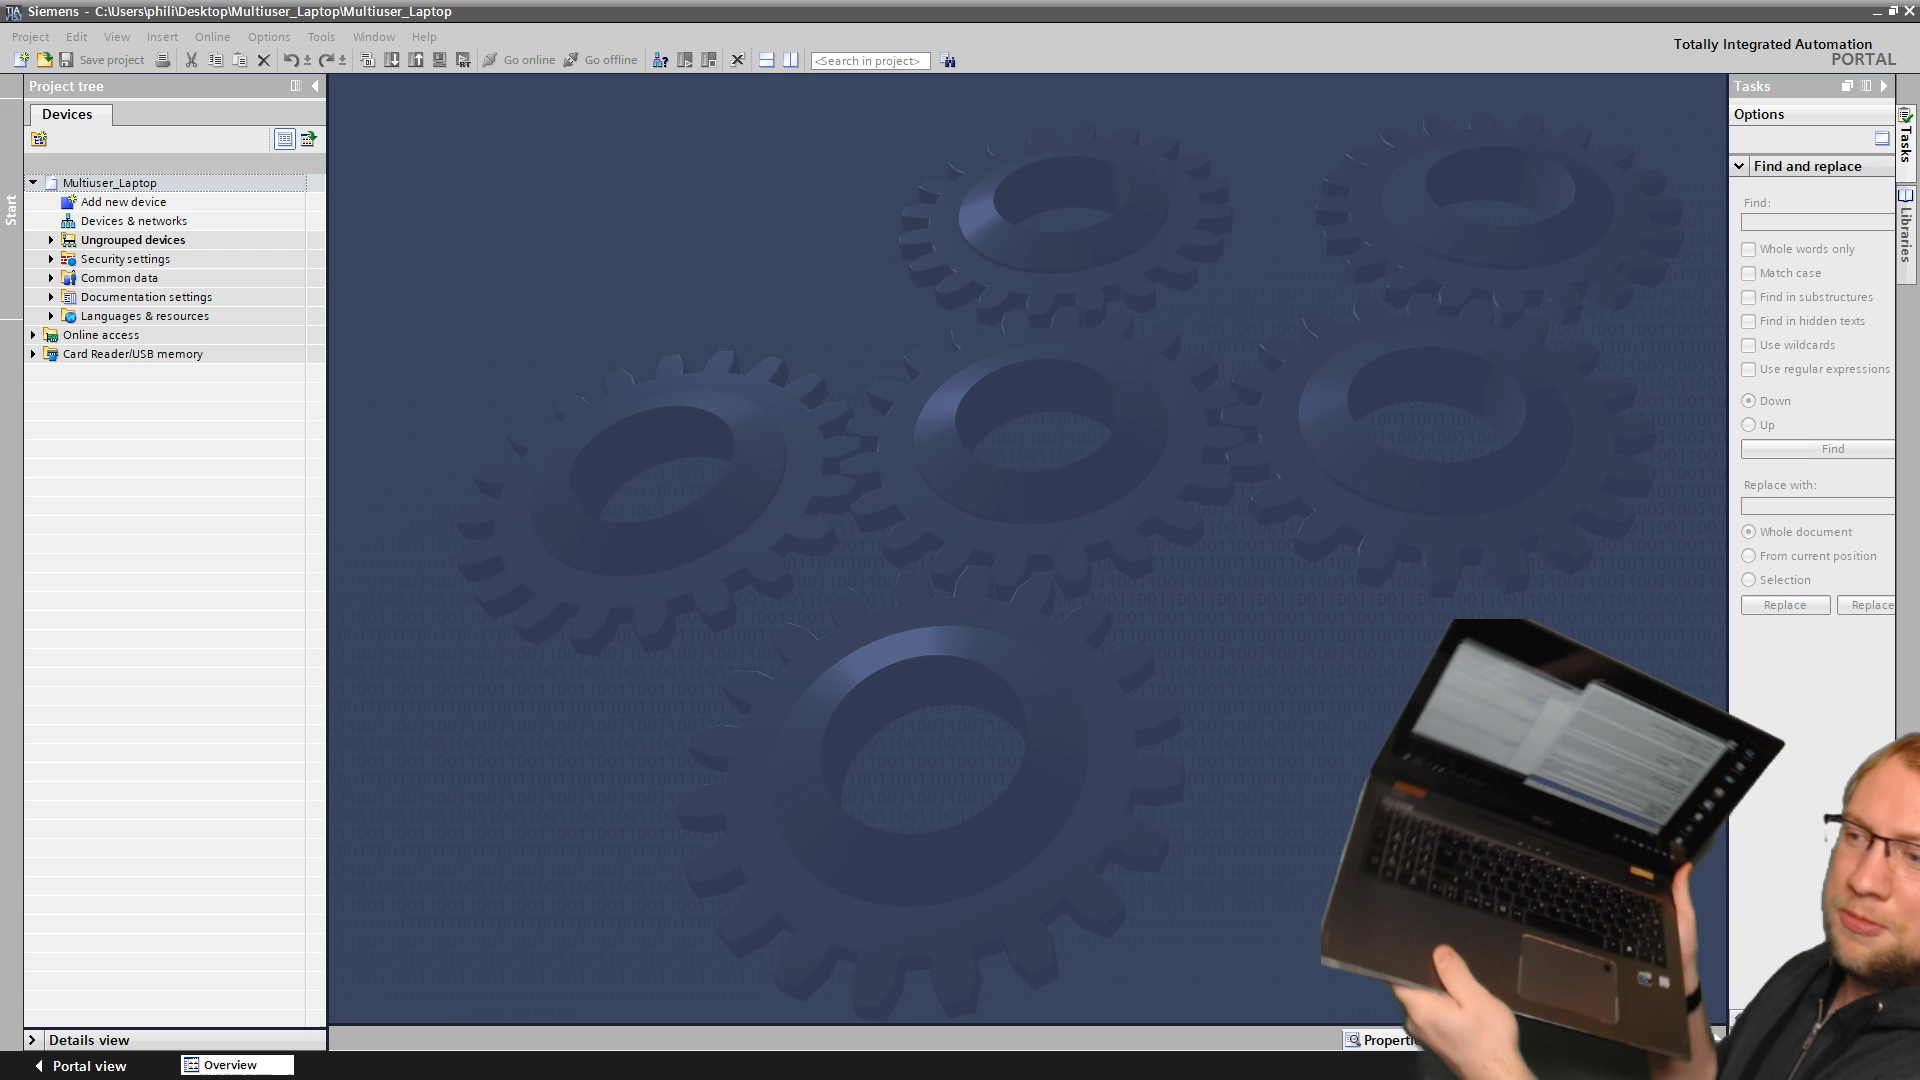 Siemens - C:\Users\phili\Desktop\Multiuser_Laptop\Multiuser_Laptop
Project Edit View Insert Online Options Tools Window Help
Totally Integrated Automation
PORTAL
Save project
Go online
Go offline
<Search in project>
Project tree
Devices
Start
Multiuser_Laptop
Add new device
Devices & networks
Ungrouped devices
Security settings
Common data
Documentation settings
Languages & resources
Online access
Card Reader/USB memory
Details view
Portal view
Overview
Tasks
Options
Find and replace
Find:
Whole words only
Match case
Find in substructures
Find in hidden texts
Use wildcards
Use regular expressions
Down
Up
Find
Replace with:
Whole document
From current position
Selection
Replace Replace
Tasks
Libraries